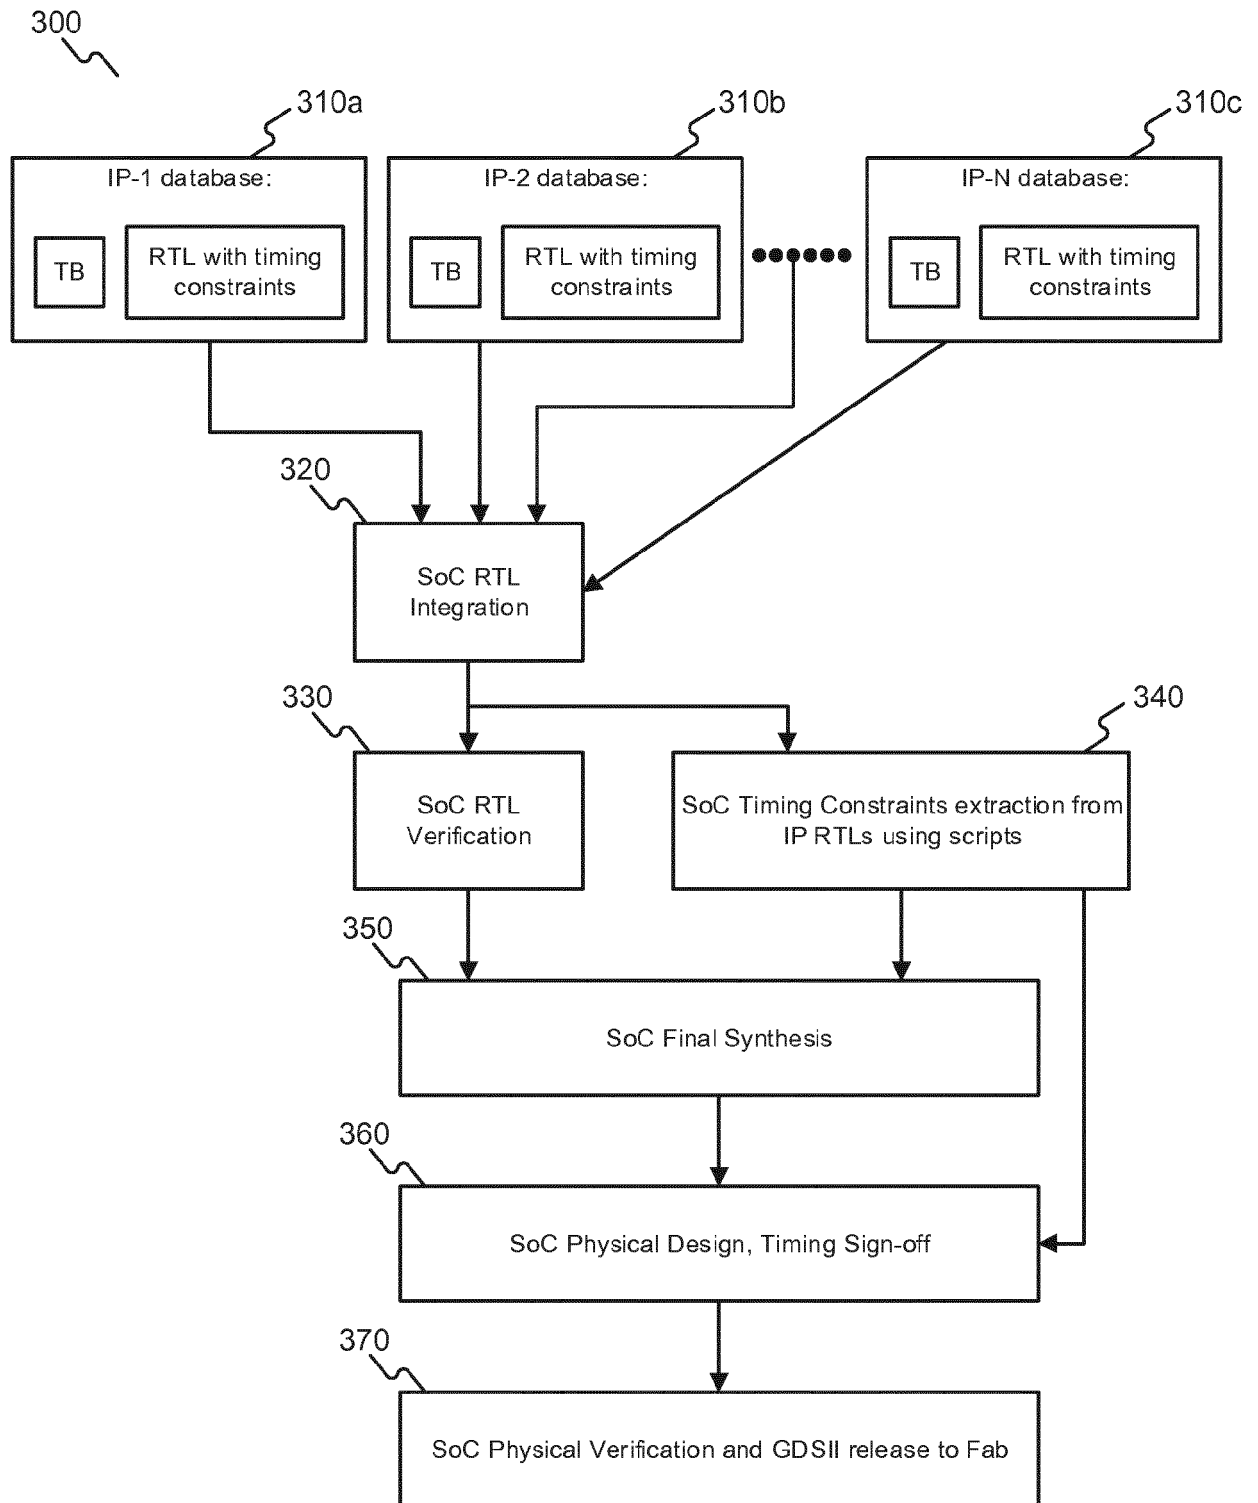 300
310a
310b
310c
IP-1 database:
TB
RTL with timing
constraints
IP-2 database:
TB
RTL with timing
constraints
IP-N database:
TB
RTL with timing
constraints
320
SoC RTL
Integration
330
340
SoC RTL
Verification
SoC Timing Constraints extraction from
IP RTLs using scripts
350
SoC Final Synthesis
360
SoC Physical Design, Timing Sign-off
370
SoC Physical Verification and GDSII release to Fab